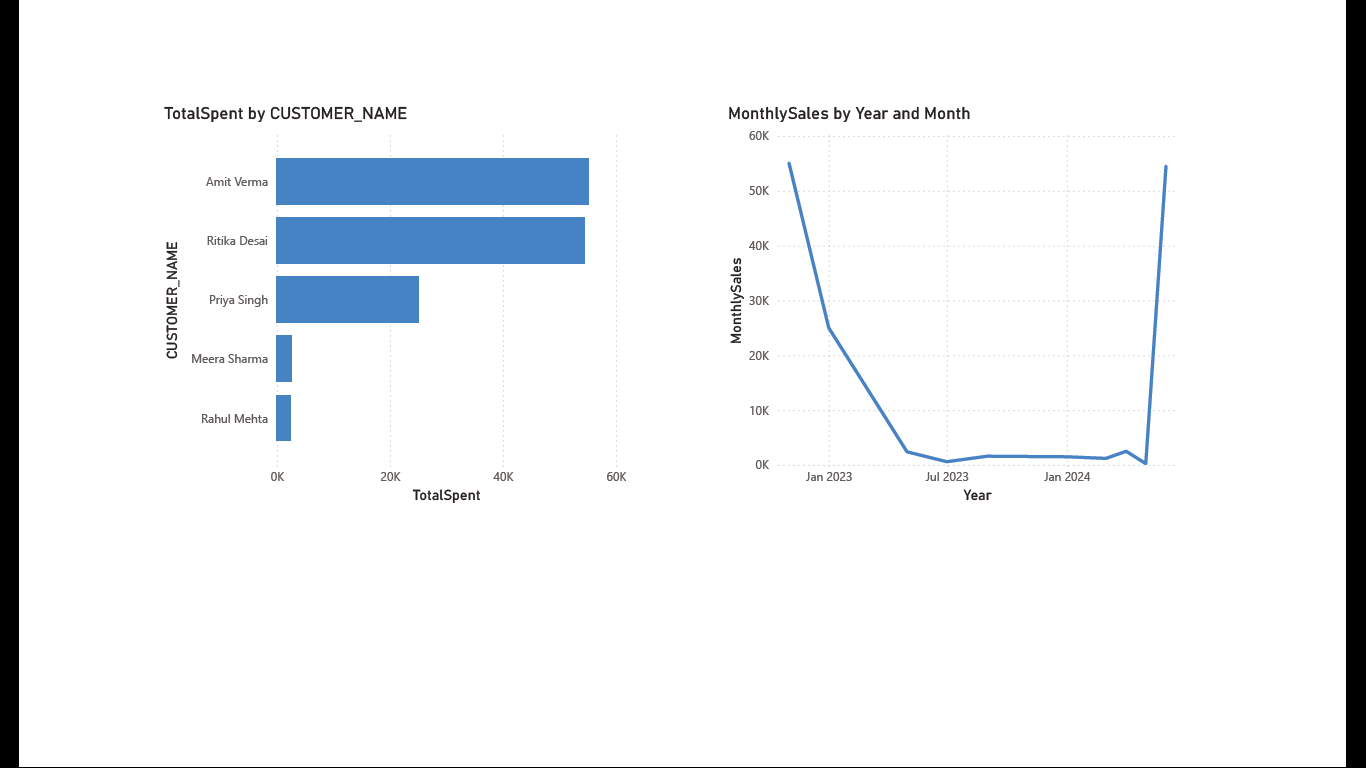 TotalSpent by CUSTOMER_NAME
CUSTOMER_NAME
Amit Verma
Ritika Desai
Priya Singh
Meera Sharma
Rahul Mehta
0K 20K 40K 60K
TotalSpent
MonthlySales by Year and Month
MonthlySales
60K
50K
40K
30K
20K
10K
0K
Jan 2023 Jul 2023 Jan 2024
Year